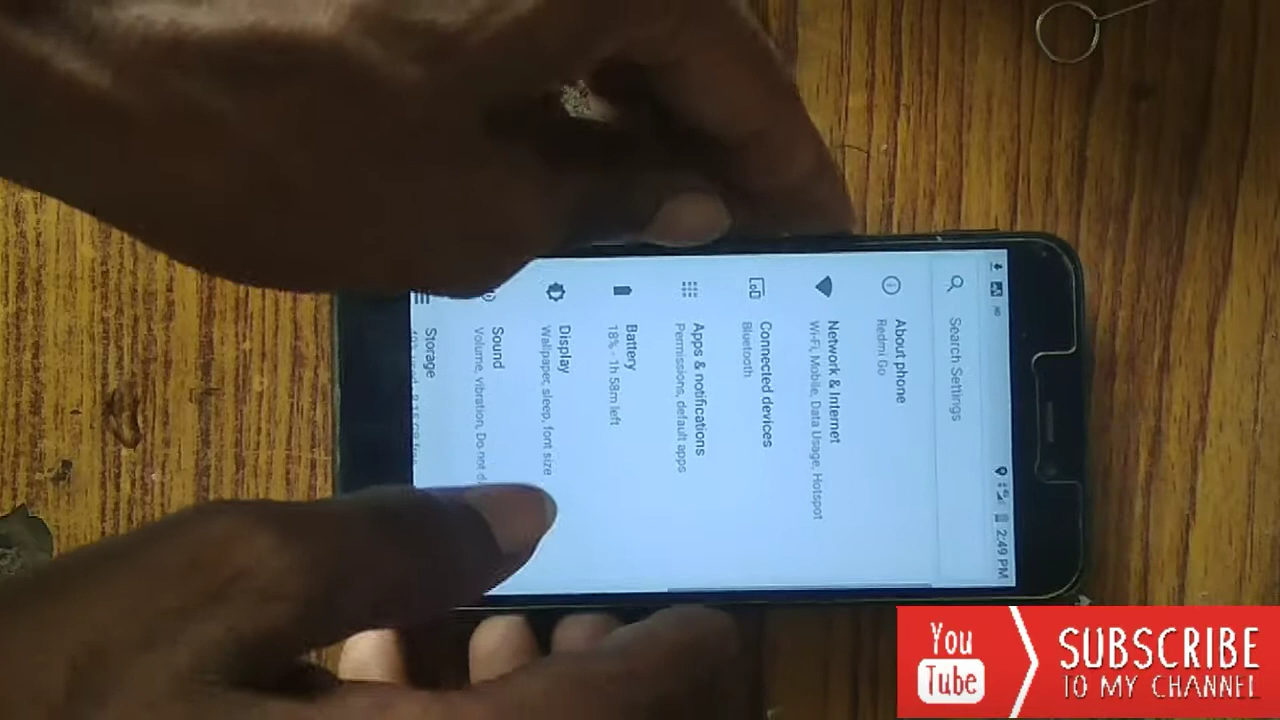 2:49 PM
Search Settings
About phone
Redmi Go
Network & Internet
Wi-Fi, Mobile, Data Usage, Hotspot
Connected devices
Bluetooth
Apps & notifications
Permissions, default apps
Battery
18% - 1h 58m left
Display
Wallpaper, sleep, font size
Sound
Volume, vibration, Do not d
Storage
You
Tube
SUBSCRIBE
TO MY CHANNEL